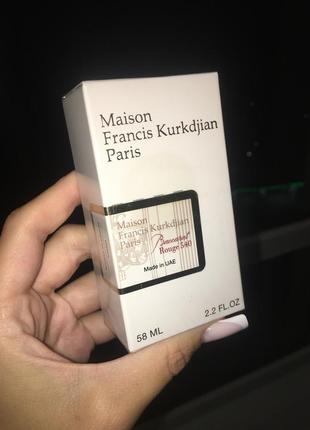 Maison
Francis Kurkdjian
Paris
Maison
Francis Kurkdjian
Paris
Baccarat
Rouge 540
Made in UAE
58 ML
2.2 FL.OZ